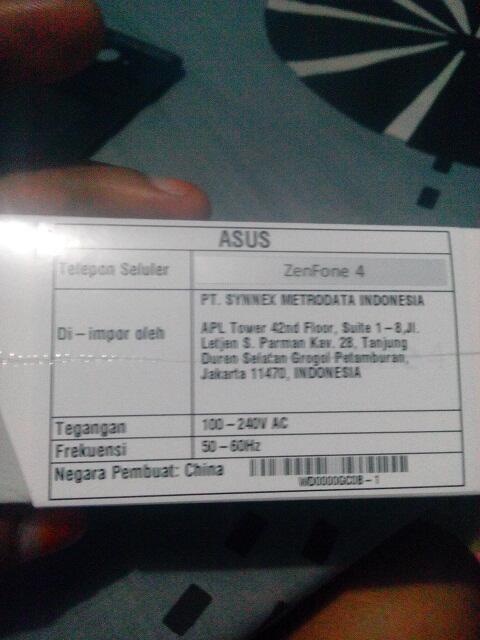 ASUS
Telepon Seluler ZenFone 4
PT. SYNNEX METRODATA INDONESIA
Di-impor oleh
APL Tower 42nd Floor, Suite 1-8,Jl.
Letjen S. Parman Kav. 28, Tanjung
Duren Selatan Grogol Petamburan,
Jakarta 11470, INDONESIA
Tegangan 100-240V AC
Frekuensi 50-60Hz
Negara Pembuat: China